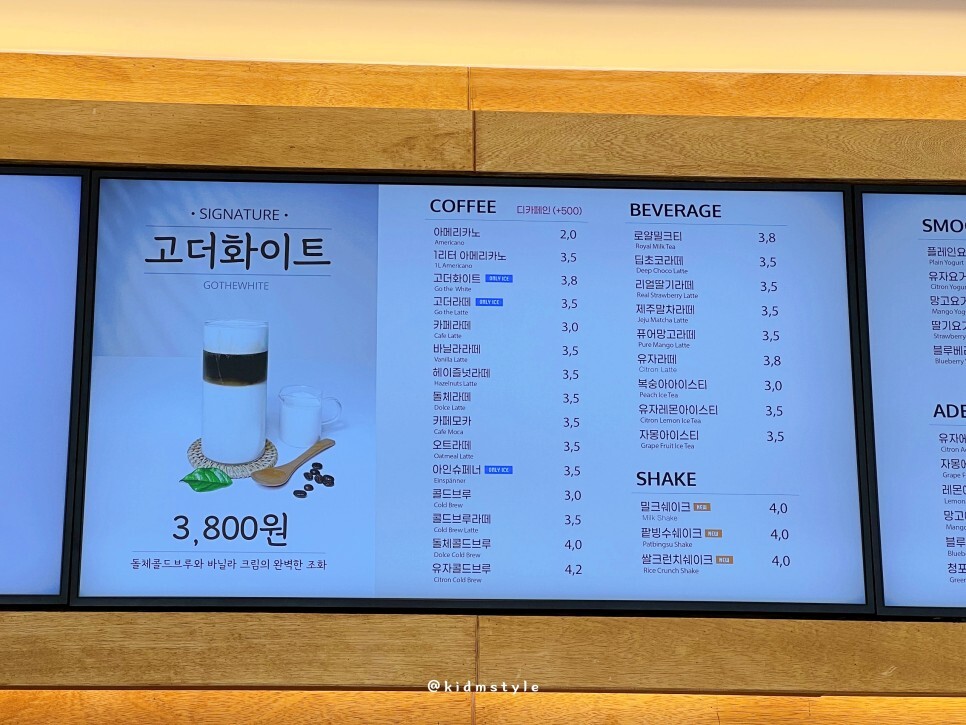 • SIGNATURE •
고더화이트
GOTHEWHITE
3,800원
돌체콜드브루와 바닐라 크림의 완벽한 조화
COFFEE 디카페인 (+500)
아메리카노 2,0
Americano
1리터 아메리카노 3,5
1L Americano
고더화이트 ONLY ICE 3,8
Go the White
고더라떼 ONLY ICE 3,5
Go the Latte
카페라떼 3,0
Cafe Latte
바닐라라떼 3,5
Vanilla Latte
헤이즐넛라떼 3,5
Hazelnuts Latte
돌체라떼 3,5
Dolce Latte
카페모카 3,5
Cafe Moca
오트라떼 3,5
Oatmeal Latte
아인슈페너 ONLY ICE 3,5
Einspänner
콜드브루 3,0
Cold Brew
콜드브루라떼 3,5
Cold Brew Latte
돌체콜드브루 4,0
Dolce Cold Brew
유자콜드브루 4,2
Citron Cold Brew
BEVERAGE
로얄밀크티 3,8
Royal Milk Tea
딥초코라떼 3,5
Deep Choco Latte
리얼딸기라떼 3,5
Real Strawberry Latte
제주말차라떼 3,5
Jeju Matcha Latte
퓨어망고라떼 3,5
Pure Mango Latte
유자라떼 3,8
Citron Latte
복숭아아이스티 3,0
Peach Ice Tea
유자레몬아이스티 3,5
Citron Lemon Ice Tea
자몽아이스티 3,5
Grape Fruit Ice Tea
SHAKE
밀크쉐이크 NEW 4,0
Milk Shake
팥빙수쉐이크 NEW 4,0
Patbingsu Shake
쌀크런치쉐이크 NEW 4,0
Rice Crunch Shake
SMO
플레인요
Plain Yogurt
유자요거
Citron Yogu
망고요거
Mango Yog
딸기요거
Strawberry
블루베리
Blueberry
ADE
유자에
Citron A
자몽에
Grape F
레몬에
Lemon
망고에
Mango
블루
Blueb
청포
Green
@kidmstyle